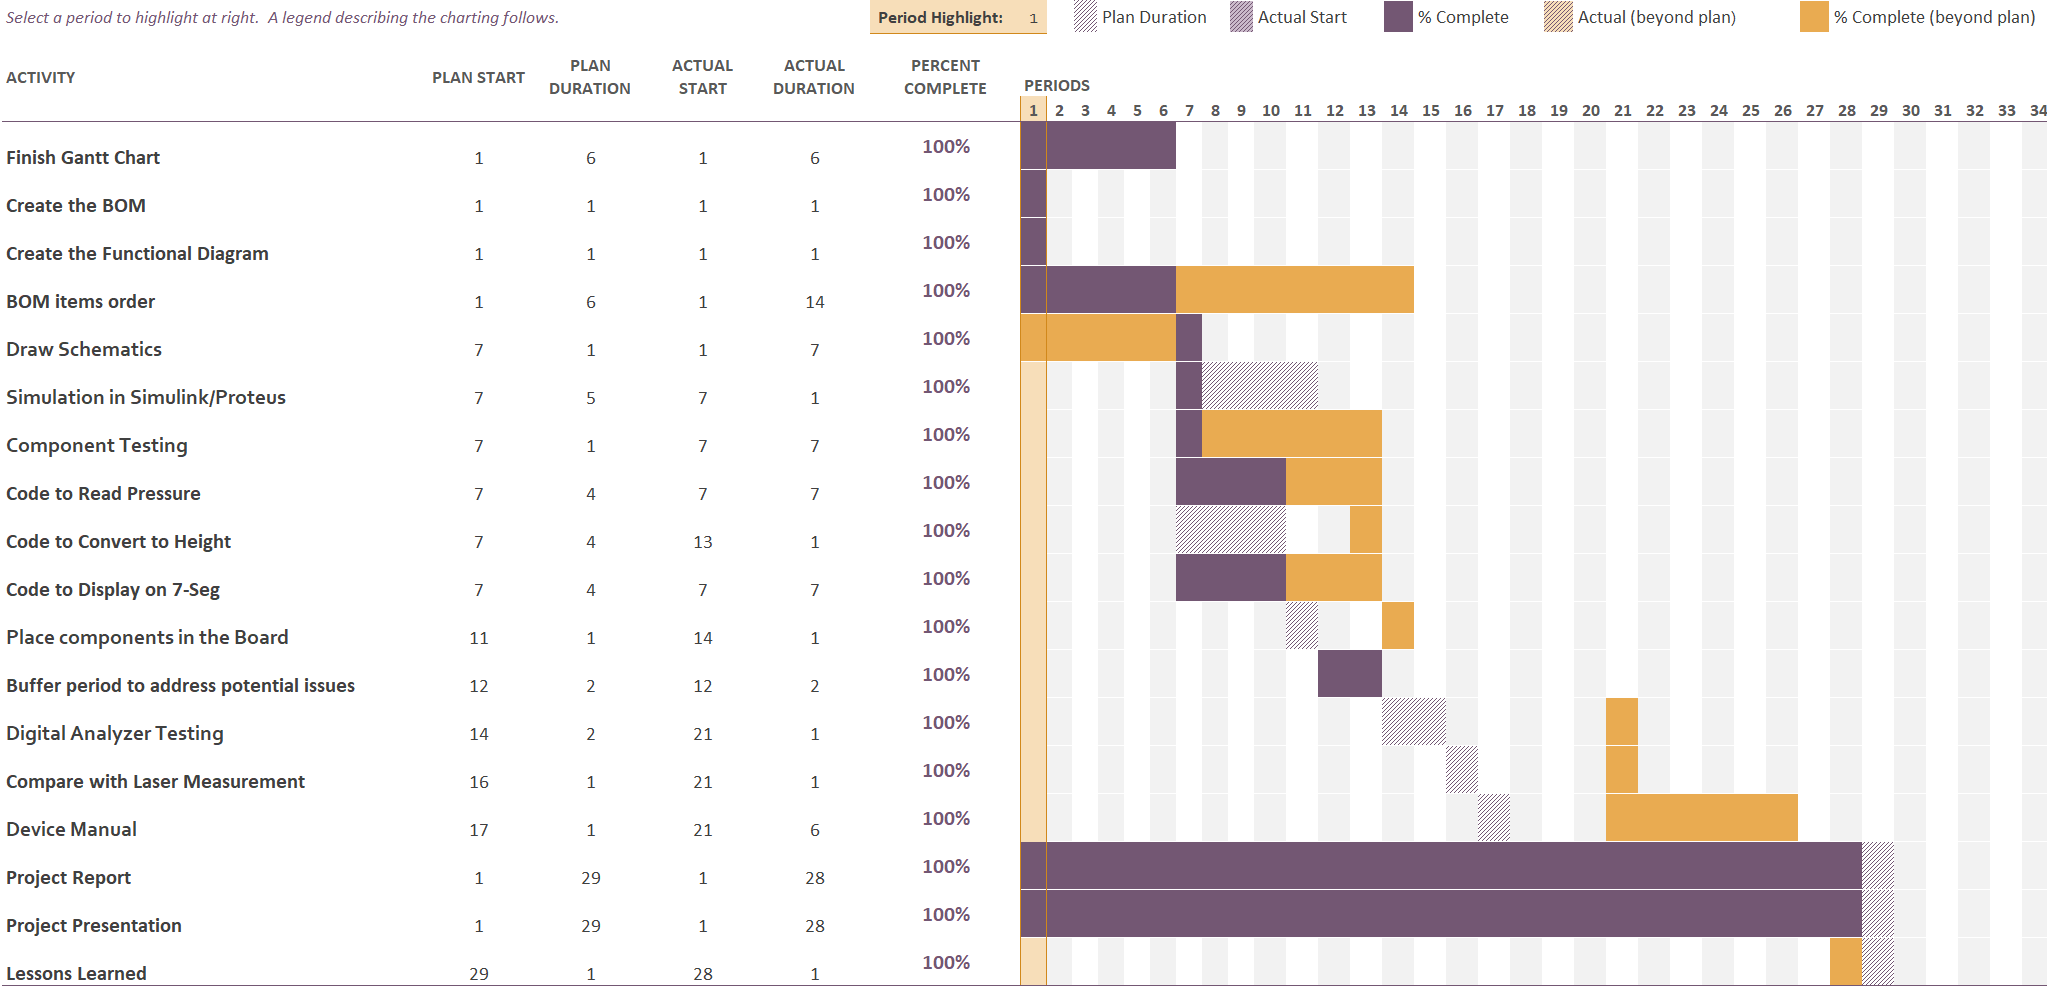 Select a period to highlight at right.  A legend describing the charting follows. Period Highlight: 1 Plan Duration Actual Start % Complete Actual (beyond plan) % Complete (beyond plan)
ACTIVITY PLAN START PLAN DURATION ACTUAL START ACTUAL DURATION PERCENT COMPLETE PERIODS
1 2 3 4 5 6 7 8 9 10 11 12 13 14 15 16 17 18 19 20 21 22 23 24 25 26 27 28 29 30 31 32 33 34
Finish Gantt Chart 1 6 1 6 100%
Create the BOM 1 1 1 1 100%
Create the Functional Diagram 1 1 1 1 100%
BOM items order 1 6 1 14 100%
Draw Schematics 7 1 1 7 100%
Simulation in Simulink/Proteus 7 5 7 1 100%
Component Testing 7 1 7 7 100%
Code to Read Pressure 7 4 7 7 100%
Code to Convert to Height 7 4 13 1 100%
Code to Display on 7-Seg 7 4 7 7 100%
Place components in the Board 11 1 14 1 100%
Buffer period to address potential issues 12 2 12 2 100%
Digital Analyzer Testing 14 2 21 1 100%
Compare with Laser Measurement 16 1 21 1 100%
Device Manual 17 1 21 6 100%
Project Report 1 29 1 28 100%
Project Presentation 1 29 1 28 100%
Lessons Learned 29 1 28 1 100%